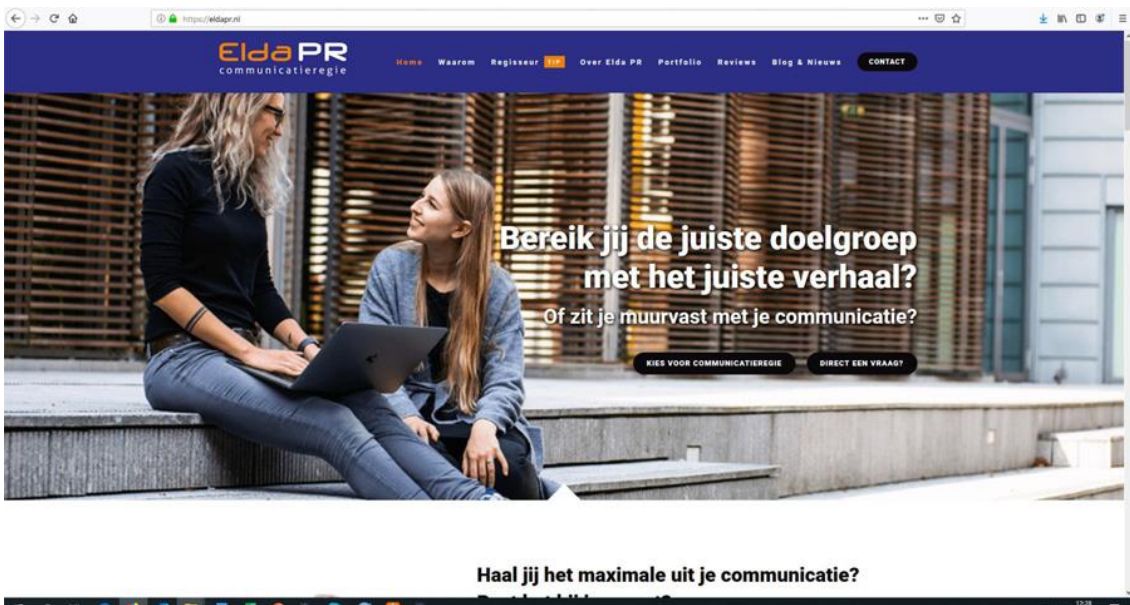 https://eldapr.nl
Elda PR
communicatieregie
Home Waarom Regisseur TIP Over Elda PR Portfolio Reviews Blog & Nieuws CONTACT
Bereik jij de juiste doelgroep
met het juiste verhaal?
Of zit je muurvast met je communicatie?
KIES VOOR COMMUNICATIEREGIE DIRECT EEN VRAAG?
Haal jij het maximale uit je communicatie?
12:28